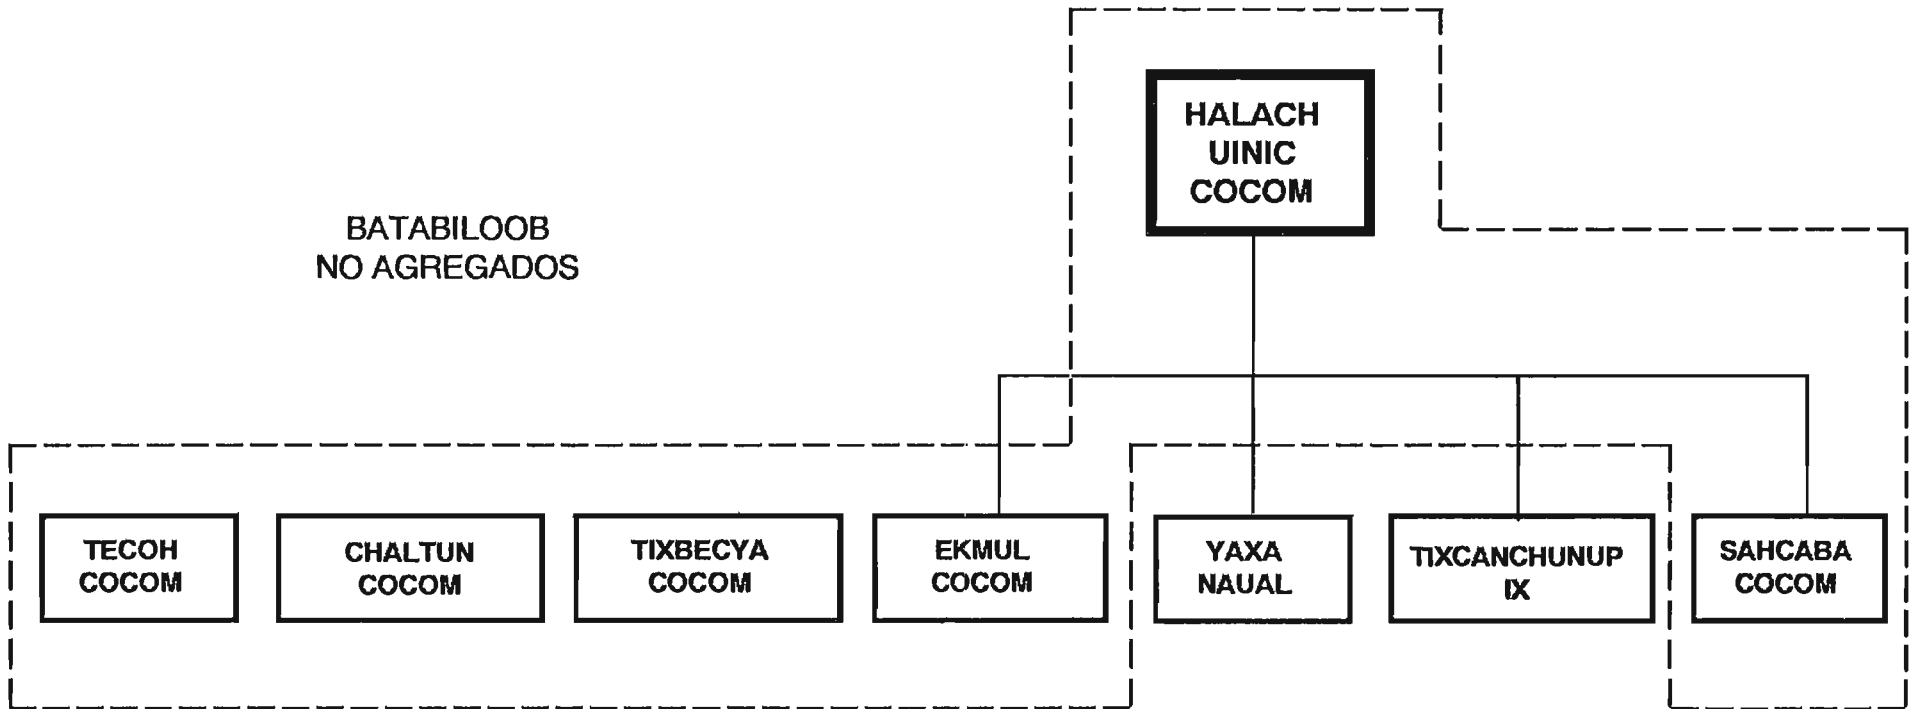 HALACH
UINIC
COCOM
BATABILOOB
NO AGREGADOS
TECOH
COCOM
CHALTUN
COCOM
TIXBECYA
COCOM
EKMUL
COCOM
YAXA
NAUAL
TIXCANCHUNUP
IX
SAHCABA
COCOM